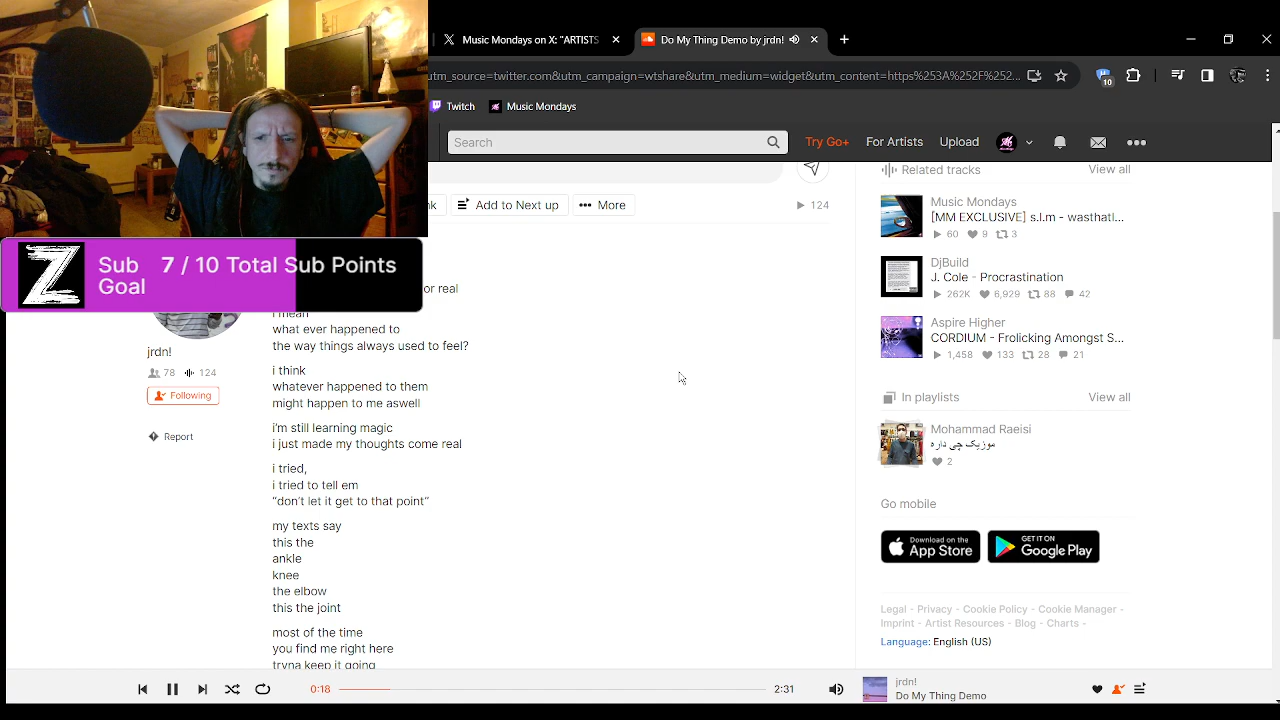 Music Mondays on X: "ARTISTS
Do My Thing Demo by jrdn!
utm_source=twitter.com&utm_campaign=wtshare&utm_medium=widget&utm_content=https%253A%252F%252...
10
Twitch
Music Mondays
Search
Try Go+
For Artists
Upload
Related tracks
View all
Add to Next up
More
124
Music Mondays
[MM EXCLUSIVE] s.l.m - wasthatl...
60 9 3
DjBuild
J. Cole - Procrastination
262K 6,929 88 42
Aspire Higher
CORDIUM - Frolicking Amongst S...
1,458 133 28 21
Z
Sub Goal
7 / 10 Total Sub Points
or real
i mean
what ever happened to
the way things always used to feel?
jrdn!
78 124
Following
Report
i think
whatever happened to them
might happen to me aswell
i'm still learning magic
i just made my thoughts come real
i tried,
i tried to tell em
"don't let it get to that point"
my texts say
this the
ankle
knee
the elbow
this the joint
most of the time
you find me right here
tryna keep it going
In playlists
View all
Mohammad Raeisi
موزیک چی داره
2
Go mobile
Download on the
App Store
GET IT ON
Google Play
Legal - Privacy - Cookie Policy - Cookie Manager -
Imprint - Artist Resources - Blog - Charts -
Language: English (US)
0:18
2:31
jrdn!
Do My Thing Demo